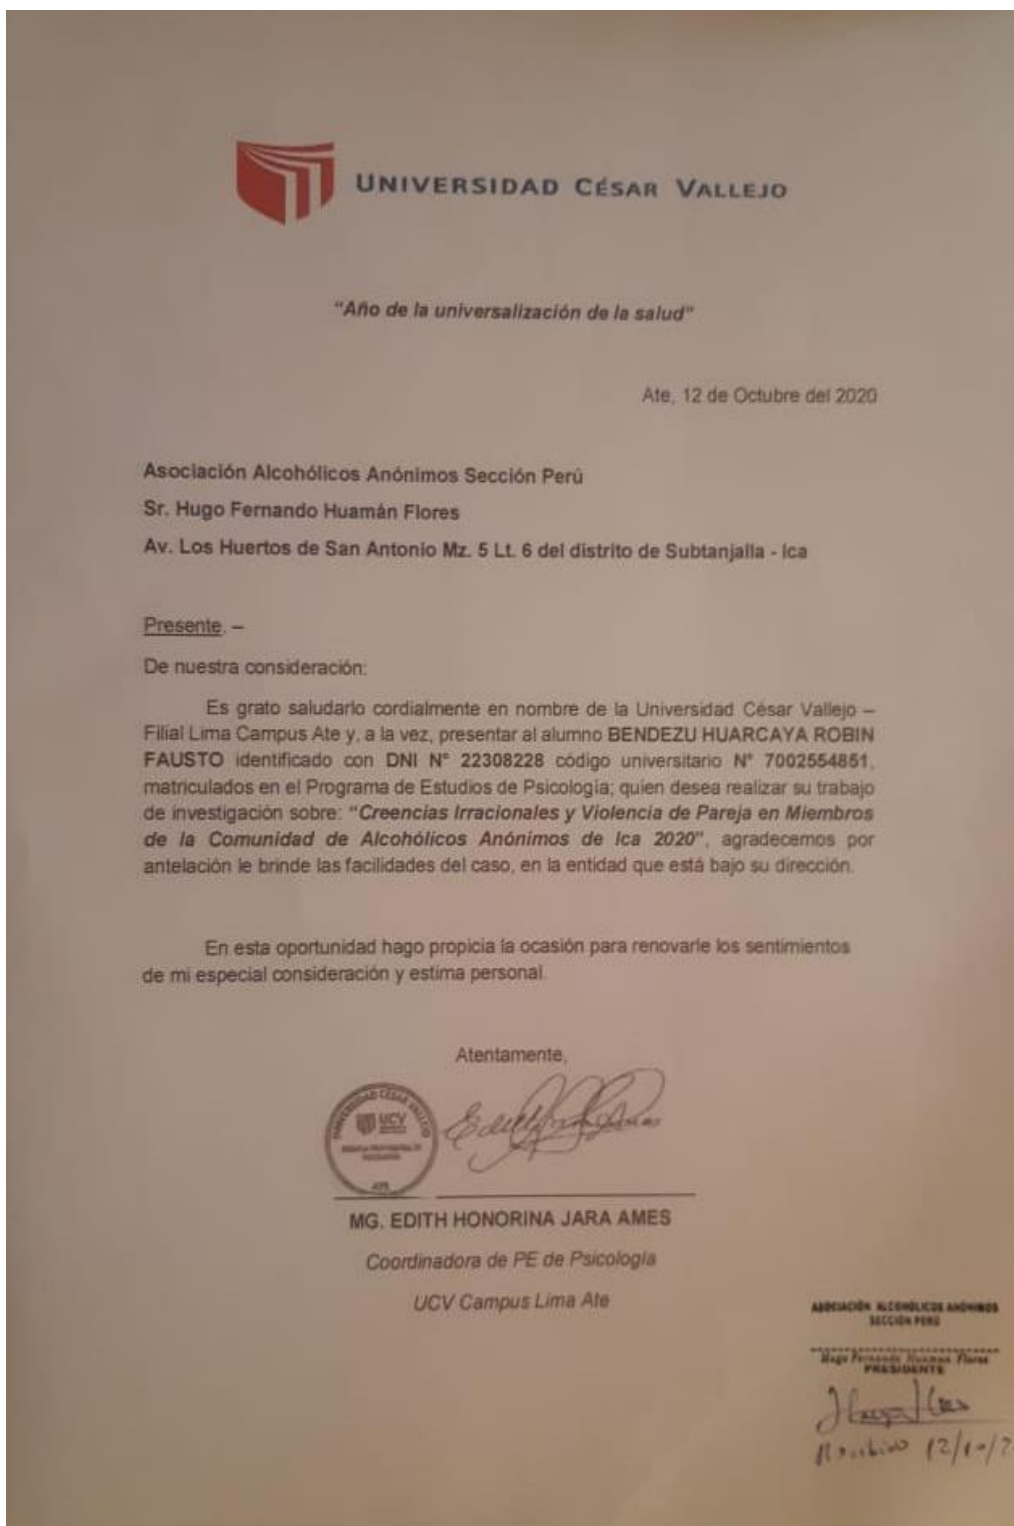 UNIVERSIDAD CÉSAR VALLEJO
“Año de la universalización de la salud”
Ate, 12 de Octubre del 2020
Asociación Alcohólicos Anónimos Sección Perú
Sr. Hugo Fernando Huamán Flores
Av. Los Huertos de San Antonio Mz. 5 Lt. 6 del distrito de Subtanjalla - Ica
Presente. –
De nuestra consideración:
Es grato saludarlo cordialmente en nombre de la Universidad César Vallejo –
Filial Lima Campus Ate y, a la vez, presentar al alumno BENDEZU HUARCAYA ROBIN
FAUSTO identificado con DNI N° 22308228 código universitario N° 7002554851,
matriculados en el Programa de Estudios de Psicología; quien desea realizar su trabajo
de investigación sobre: “Creencias Irracionales y Violencia de Pareja en Miembros
de la Comunidad de Alcohólicos Anónimos de Ica 2020”, agradecemos por
antelación le brinde las facilidades del caso, en la entidad que está bajo su dirección.
En esta oportunidad hago propicia la ocasión para renovarle los sentimientos
de mi especial consideración y estima personal.
Atentamente,
UNIVERSIDAD CÉSAR VALLEJO
UCV
ATE
MG. EDITH HONORINA JARA AMES
Coordinadora de PE de Psicología
UCV Campus Lima Ate
ASOCIACIÓN ALCOHÓLICOS ANÓNIMOS
SECCIÓN PERÚ
Hugo Fernando Huaman Flores
PRESIDENTE
Recibido 12/10/2